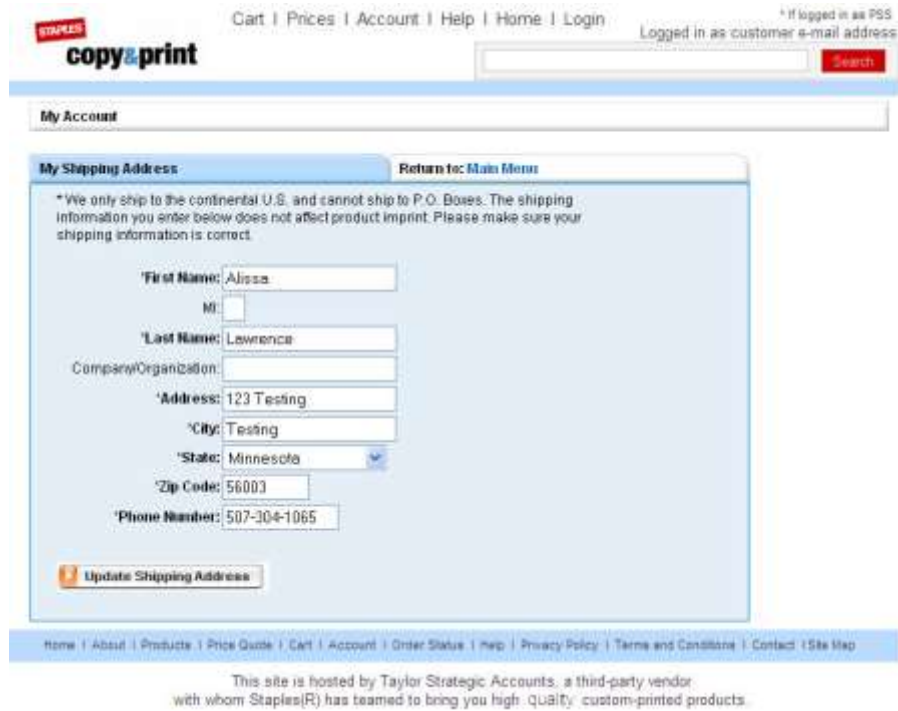 Cart | Prices | Account | Help | Home | Login
* If logged in as PSS
Logged in as customer e-mail address
STAPLES
copy&print
Search
My Account
My Shipping Address
Return to: Main Menu
* We only ship to the continental U.S. and cannot ship to P.O. Boxes. The shipping
information you enter below does not affect product imprint. Please make sure your
shipping information is correct.
*First Name: Alissa
MI:
*Last Name: Lawrence
Company/Organization:
*Address: 123 Testing
*City: Testing
*State: Minnesota
*Zip Code: 56003
*Phone Number: 507-304-1065
Update Shipping Address
Home | About | Products | Price Quote | Cart | Account | Order Status | Help | Privacy Policy | Terms and Conditions | Contact | Site Map
This site is hosted by Taylor Strategic Accounts, a third-party vendor
with whom Staples(R) has teamed to bring you high quality custom-printed products.